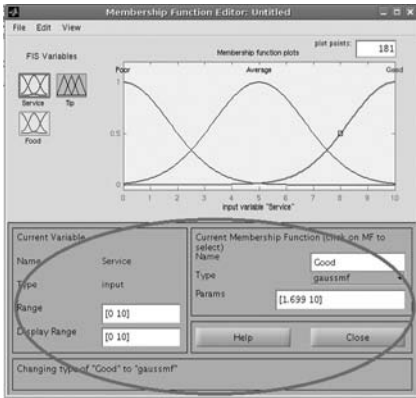 Membership Function Editor: Untitled
File Edit View
FIS Variables
Service
Tip
Food
Membership function plots
plot points:
181
Poor
Average
Good
1
0.5
0
0 1 2 3 4 5 6 7 8 9 10
input variable "Service"
Current Variable
Name Service
Type input
Range [0 10]
Display Range [0 10]
Current Membership Function (click on MF to
select)
Name Good
Type gaussmf
Params [1.699 10]
Help
Close
Changing type of "Good" to "gaussmf"